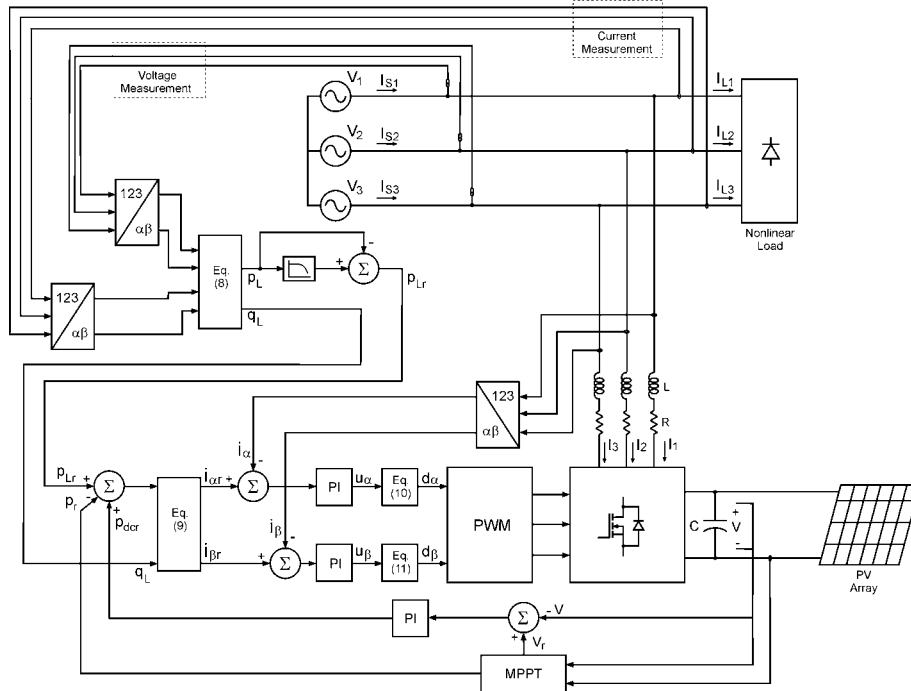 Current
Measurement
Voltage
Measurement
V1
IS1
IL1
V2
IS2
IL2
V3
IS3
IL3
Nonlinear
Load
123
αβ
Eq.
(8)
pL
qL
-
+
Σ
pLr
123
αβ
123
αβ
L
R
I3
I2
I1
iα
-
pLr
+
pr
-
Σ
+
pdcr
qL
Eq.
(9)
iαr
+
Σ
PI
uα
Eq.
(10)
dα
iβ
-
iβr
+
Σ
PI
uβ
Eq.
(11)
dβ
PWM
C
+
V
-
PV
Array
PI
Σ
- V
+
Vr
MPPT